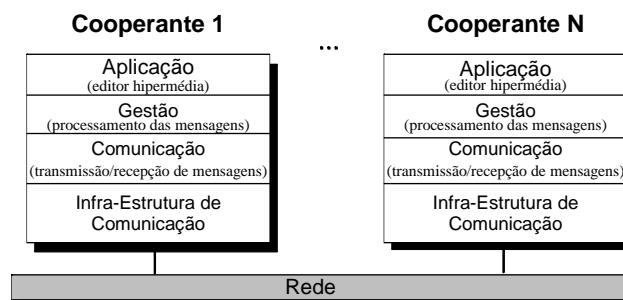 Cooperante 1
Aplicação
(editor hipermédia)
Gestão
(processamento das mensagens)
Comunicação
(transmissão/recepção de mensagens)
Infra-Estrutura de
Comunicação
...
Cooperante N
Aplicação
(editor hipermédia)
Gestão
(processamento das mensagens)
Comunicação
(transmissão/recepção de mensagens)
Infra-Estrutura de
Comunicação
Rede